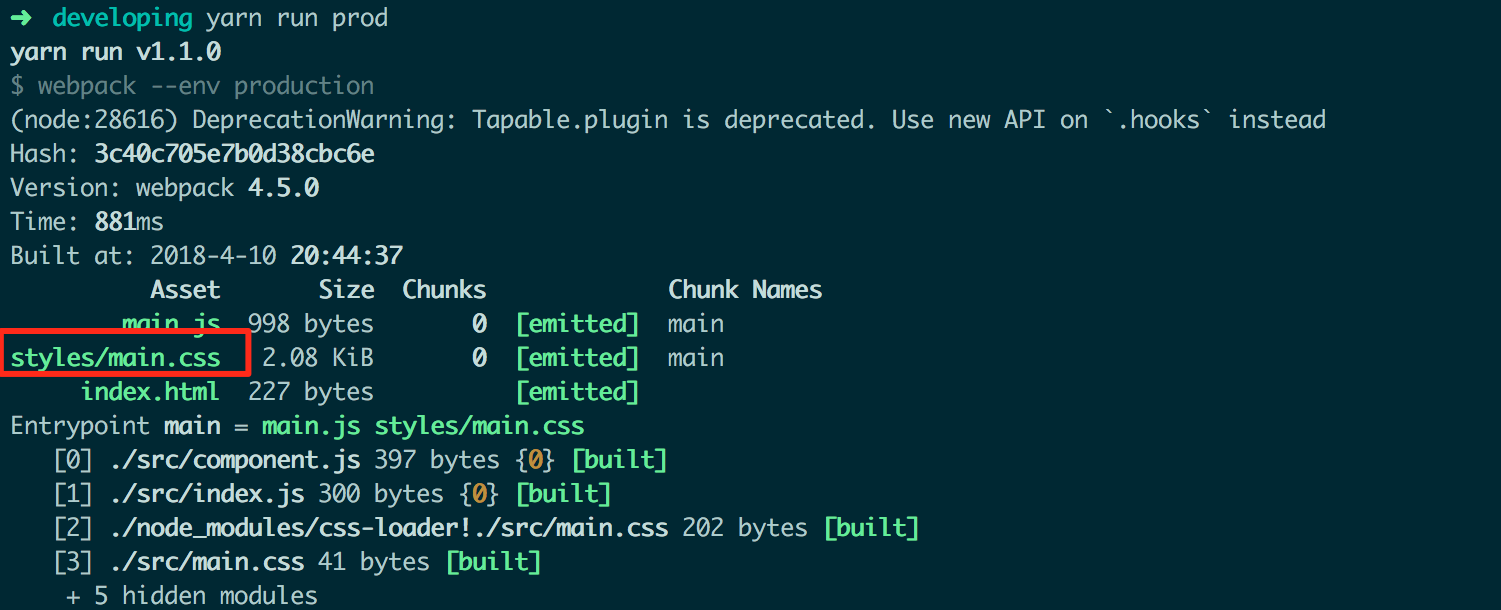 ➜ developing yarn run prod
yarn run v1.1.0
$ webpack --env production
(node:28616) DeprecationWarning: Tapable.plugin is deprecated. Use new API on `.hooks` instead
Hash: 3c40c705e7b0d38cbc6e
Version: webpack 4.5.0
Time: 881ms
Built at: 2018-4-10 20:44:37
Asset Size Chunks Chunk Names
main.js 998 bytes 0 [emitted] main
styles/main.css 2.08 KiB 0 [emitted] main
index.html 227 bytes [emitted]
Entrypoint main = main.js styles/main.css
[0] ./src/component.js 397 bytes {0} [built]
[1] ./src/index.js 300 bytes {0} [built]
[2] ./node_modules/css-loader!./src/main.css 202 bytes [built]
[3] ./src/main.css 41 bytes [built]
+ 5 hidden modules